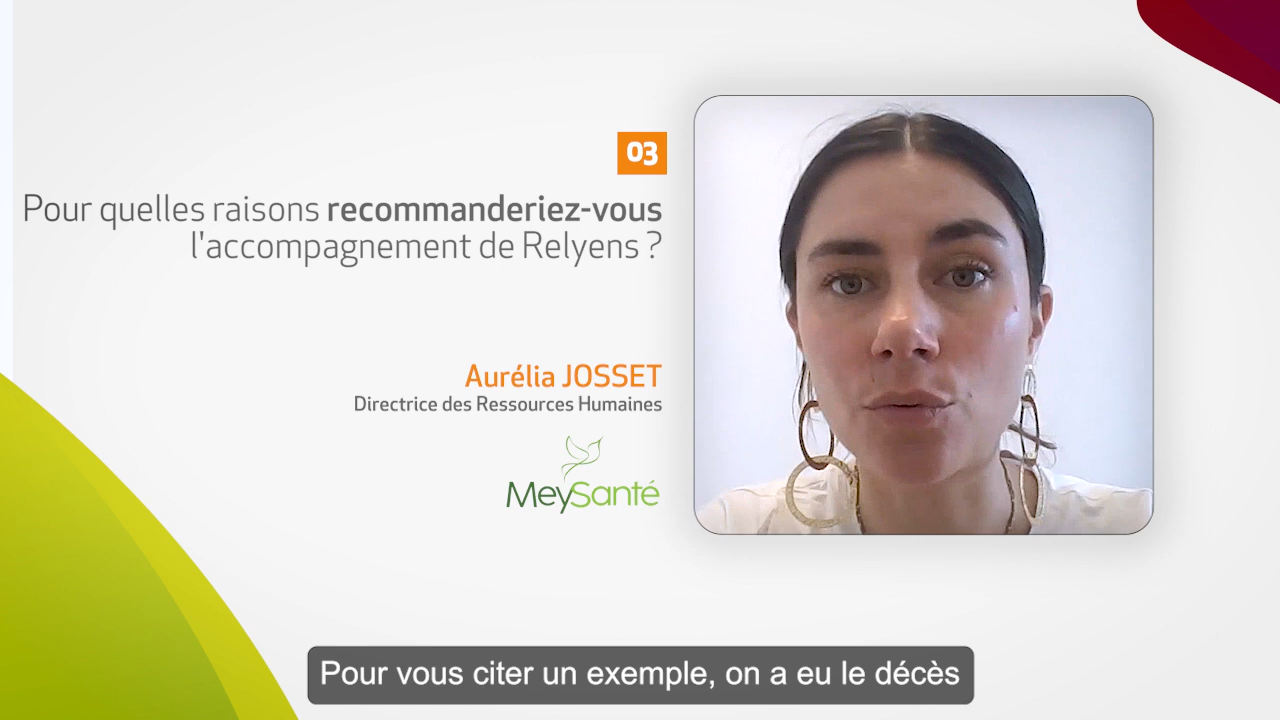 03
Pour quelles raisons recommanderiez-vous
l'accompagnement de Relyens ?
Aurélia JOSSET
Directrice des Ressources Humaines
MeySanté
Pour vous citer un exemple, on a eu le décès